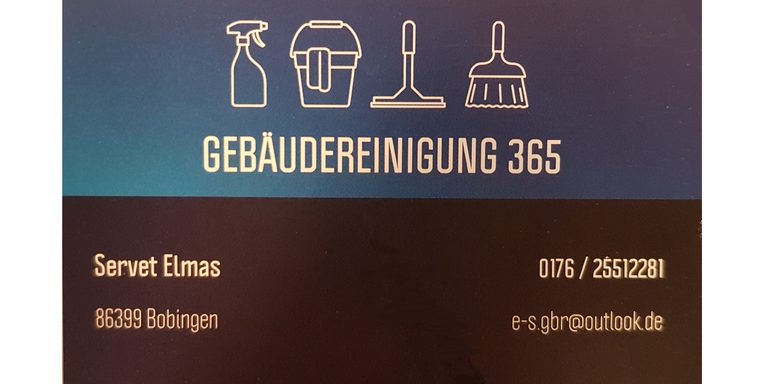 GEBÄUDEREINIGUNG 365
Servet Elmas
0176 / 25512281
86399 Bobingen
e-s.gbr@outlook.de